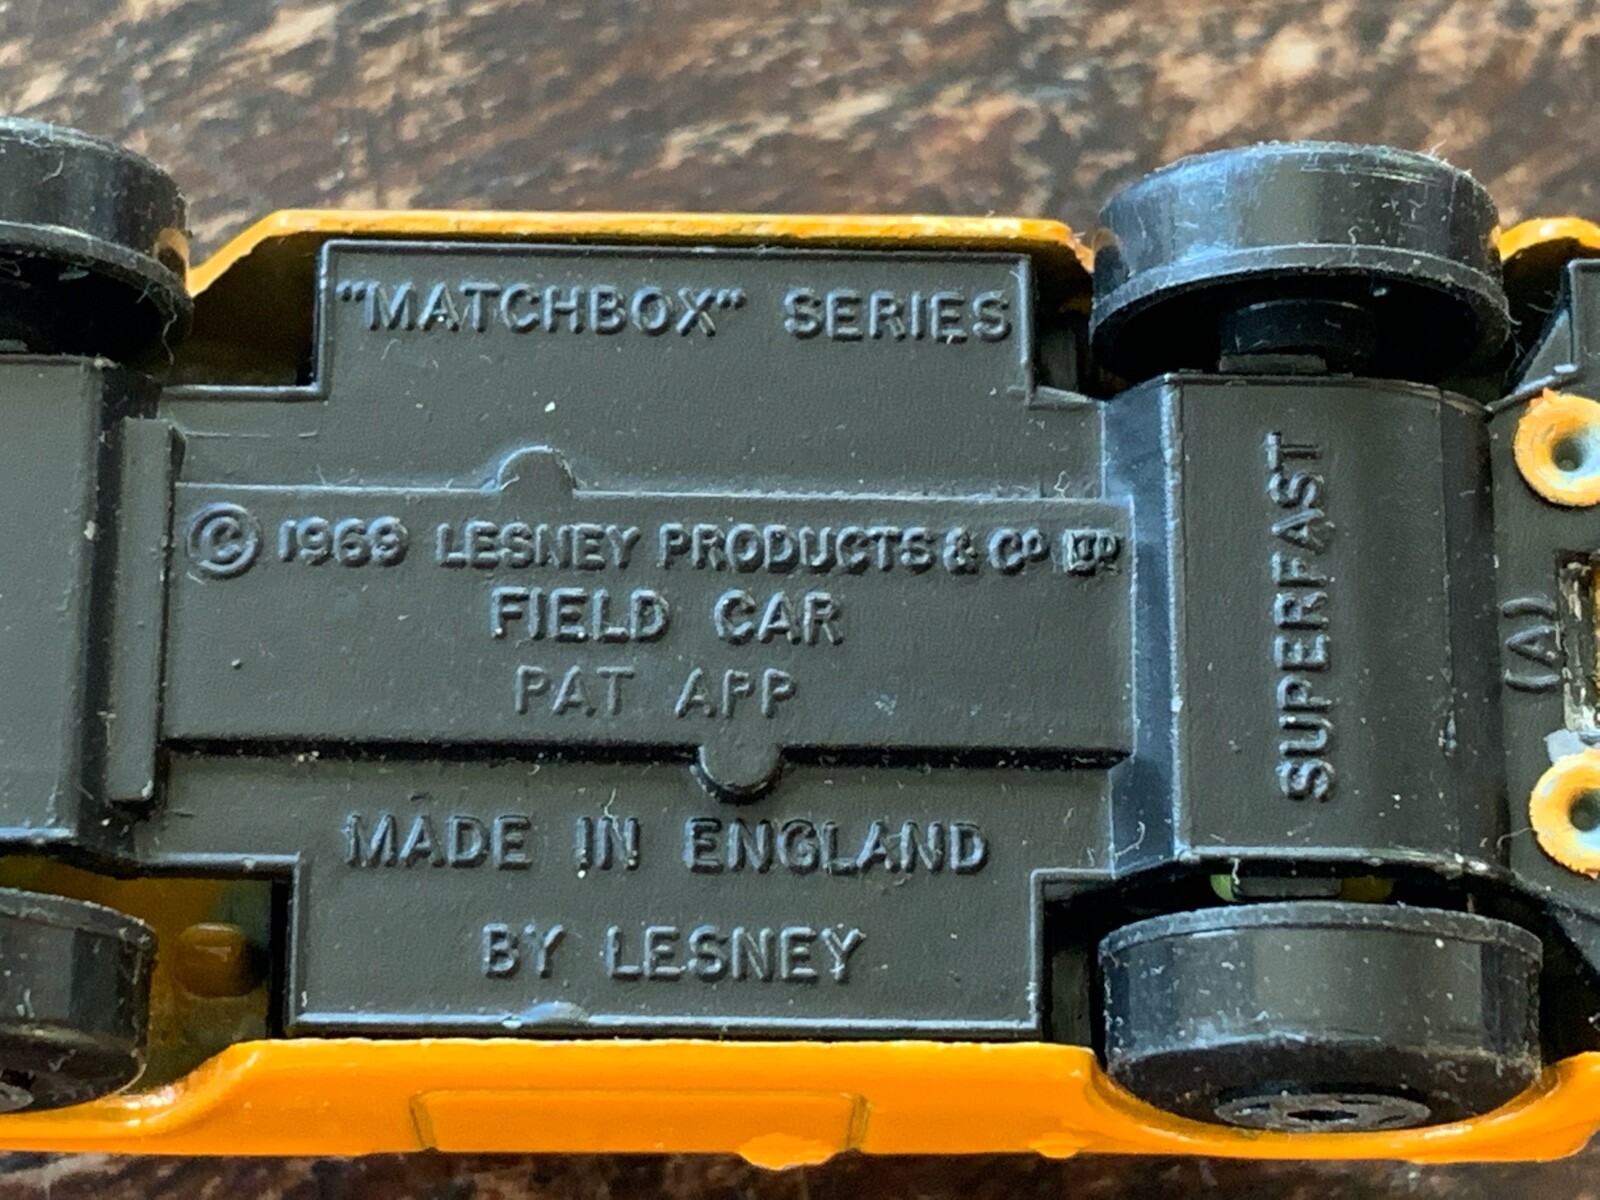 "MATCHBOX" SERIES
© 1969 LESNEY PRODUCTS & CO LTD
FIELD CAR
PAT APP
MADE IN ENGLAND
BY LESNEY
SUPERFAST
(A)